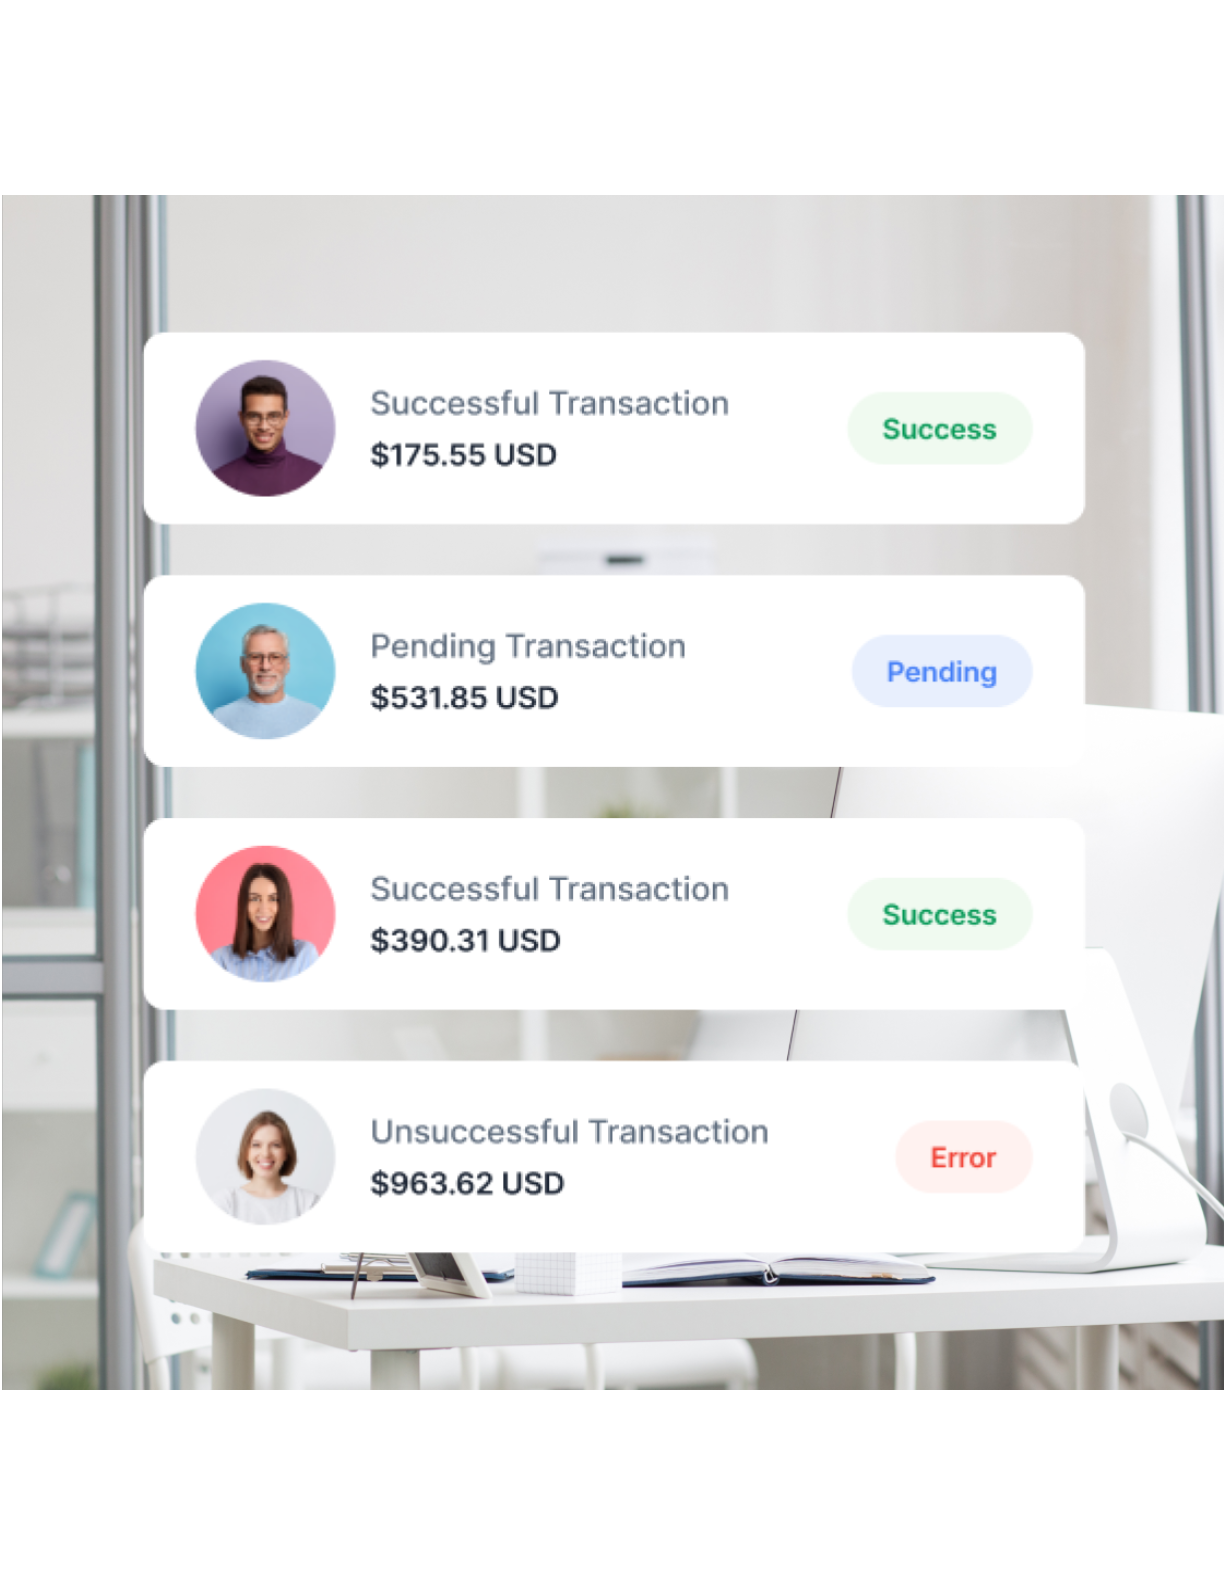 Successful Transaction
$175.55 USD
Success
Pending Transaction
$531.85 USD
Pending
Successful Transaction
$390.31 USD
Success
Unsuccessful Transaction
$963.62 USD
Error